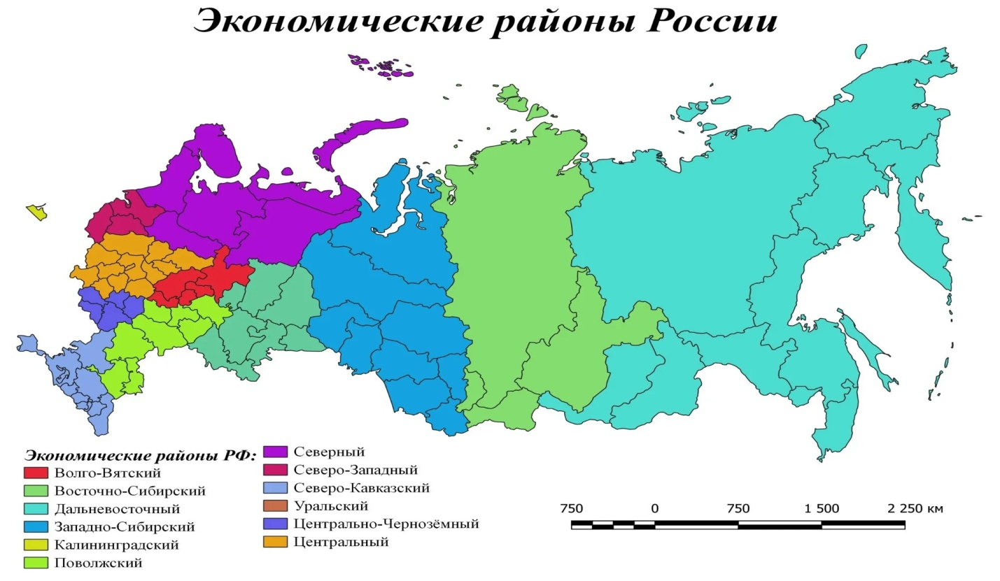 Экономические районы России
Экономические районы РФ:
Волго-Вятский
Восточно-Сибирский
Дальневосточный
Западно-Сибирский
Калининградский
Поволжский
Северный
Северо-Западный
Северо-Кавказский
Уральский
Центрально-Чернозёмный
Центральный
750 0 750 1 500 2 250 км